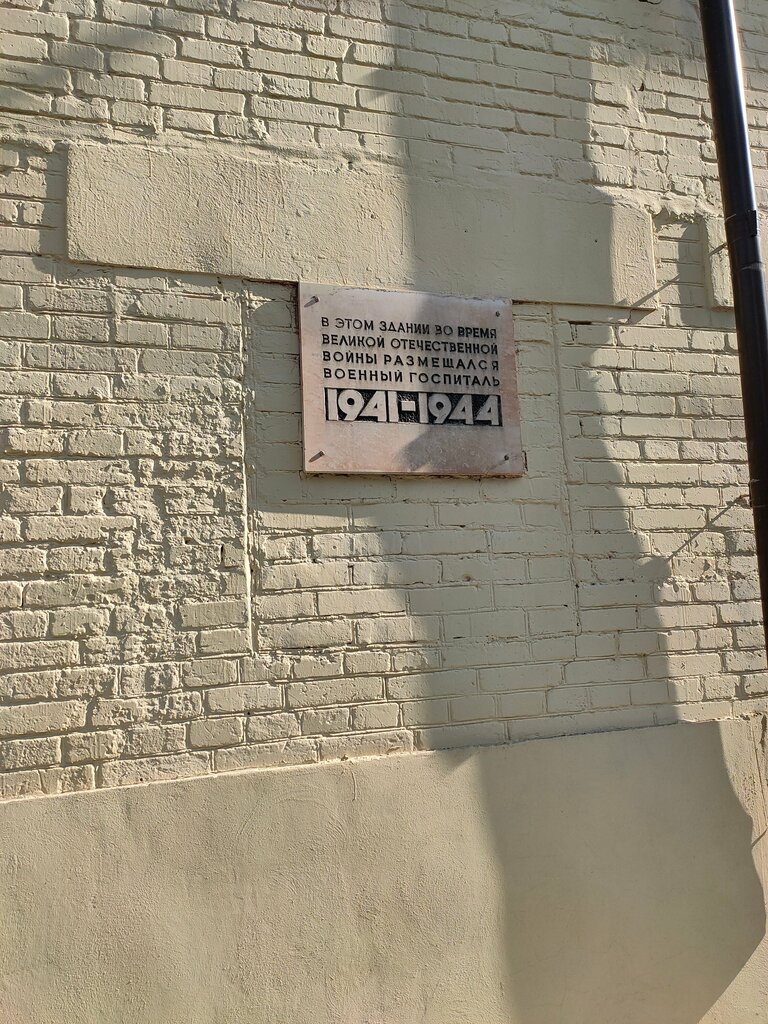 В ЭТОМ ЗДАНИИ ВО ВРЕМЯ
ВЕЛИКОЙ ОТЕЧЕСТВЕННОЙ
ВОЙНЫ РАЗМЕЩАЛСЯ
ВОЕННЫЙ ГОСПИТАЛЬ
1941-1944